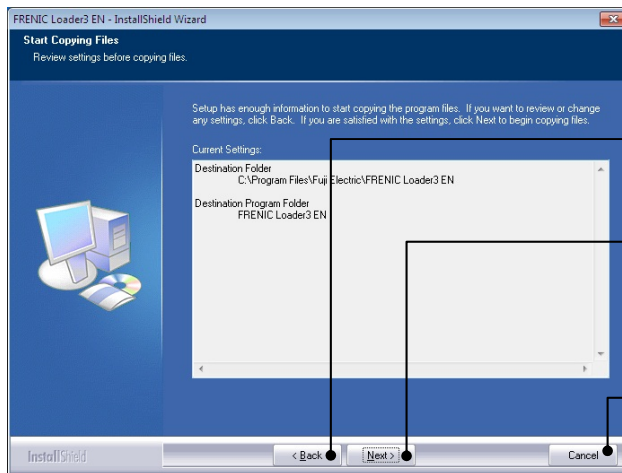 FRENIC Loader3 EN - InstallShield Wizard
Start Copying Files
Review settings before copying files.
Setup has enough information to start copying the program files. If you want to review or change
any settings, click Back. If you are satisfied with the settings, click Next to begin copying files.
Current Settings:
Destination Folder
C:\Program Files\Fuji Electric\FRENIC Loader3 EN
Destination Program Folder
FRENIC Loader3 EN
InstallShield
< Back
Next >
Cancel